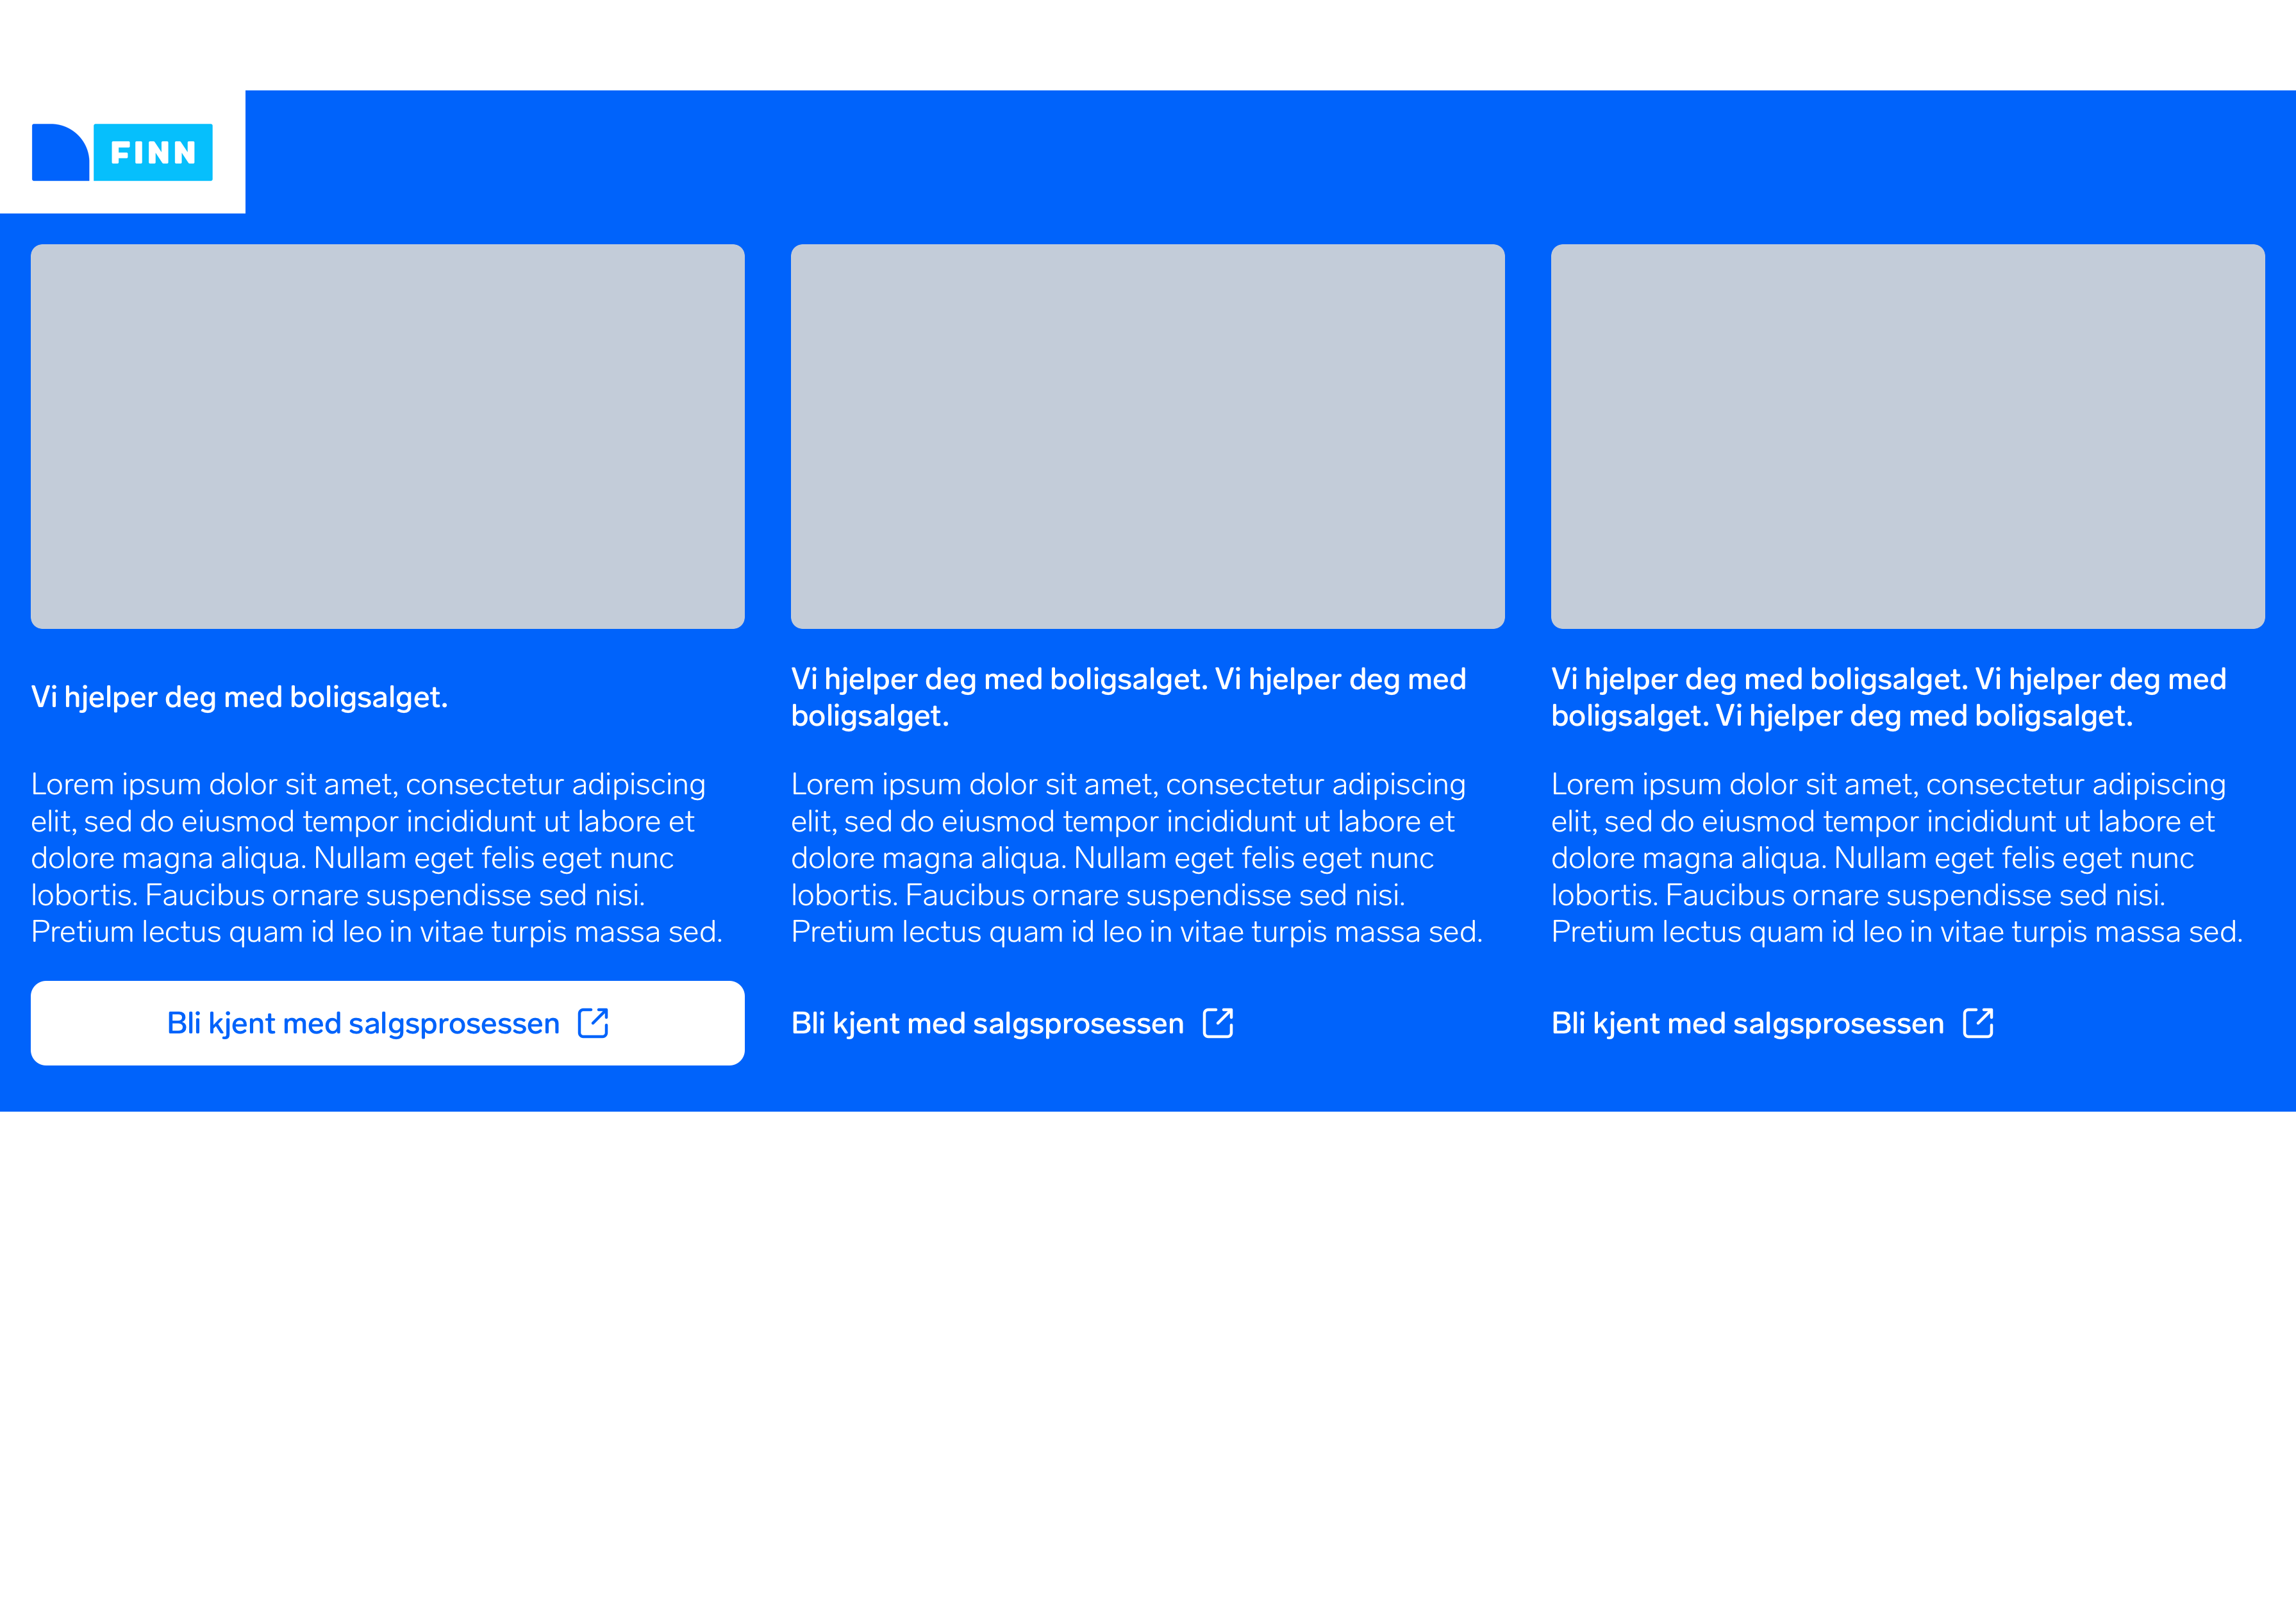 FINN
Vi hjelper deg med boligsalget.
Lorem ipsum dolor sit amet, consectetur adipiscing
elit, sed do eiusmod tempor incididunt ut labore et
dolore magna aliqua. Nullam eget felis eget nunc
lobortis. Faucibus ornare suspendisse sed nisi.
Pretium lectus quam id leo in vitae turpis massa sed.
Bli kjent med salgsprosessen
Vi hjelper deg med boligsalget. Vi hjelper deg med
boligsalget.
Lorem ipsum dolor sit amet, consectetur adipiscing
elit, sed do eiusmod tempor incididunt ut labore et
dolore magna aliqua. Nullam eget felis eget nunc
lobortis. Faucibus ornare suspendisse sed nisi.
Pretium lectus quam id leo in vitae turpis massa sed.
Bli kjent med salgsprosessen
Vi hjelper deg med boligsalget. Vi hjelper deg med
boligsalget. Vi hjelper deg med boligsalget.
Lorem ipsum dolor sit amet, consectetur adipiscing
elit, sed do eiusmod tempor incididunt ut labore et
dolore magna aliqua. Nullam eget felis eget nunc
lobortis. Faucibus ornare suspendisse sed nisi.
Pretium lectus quam id leo in vitae turpis massa sed.
Bli kjent med salgsprosessen